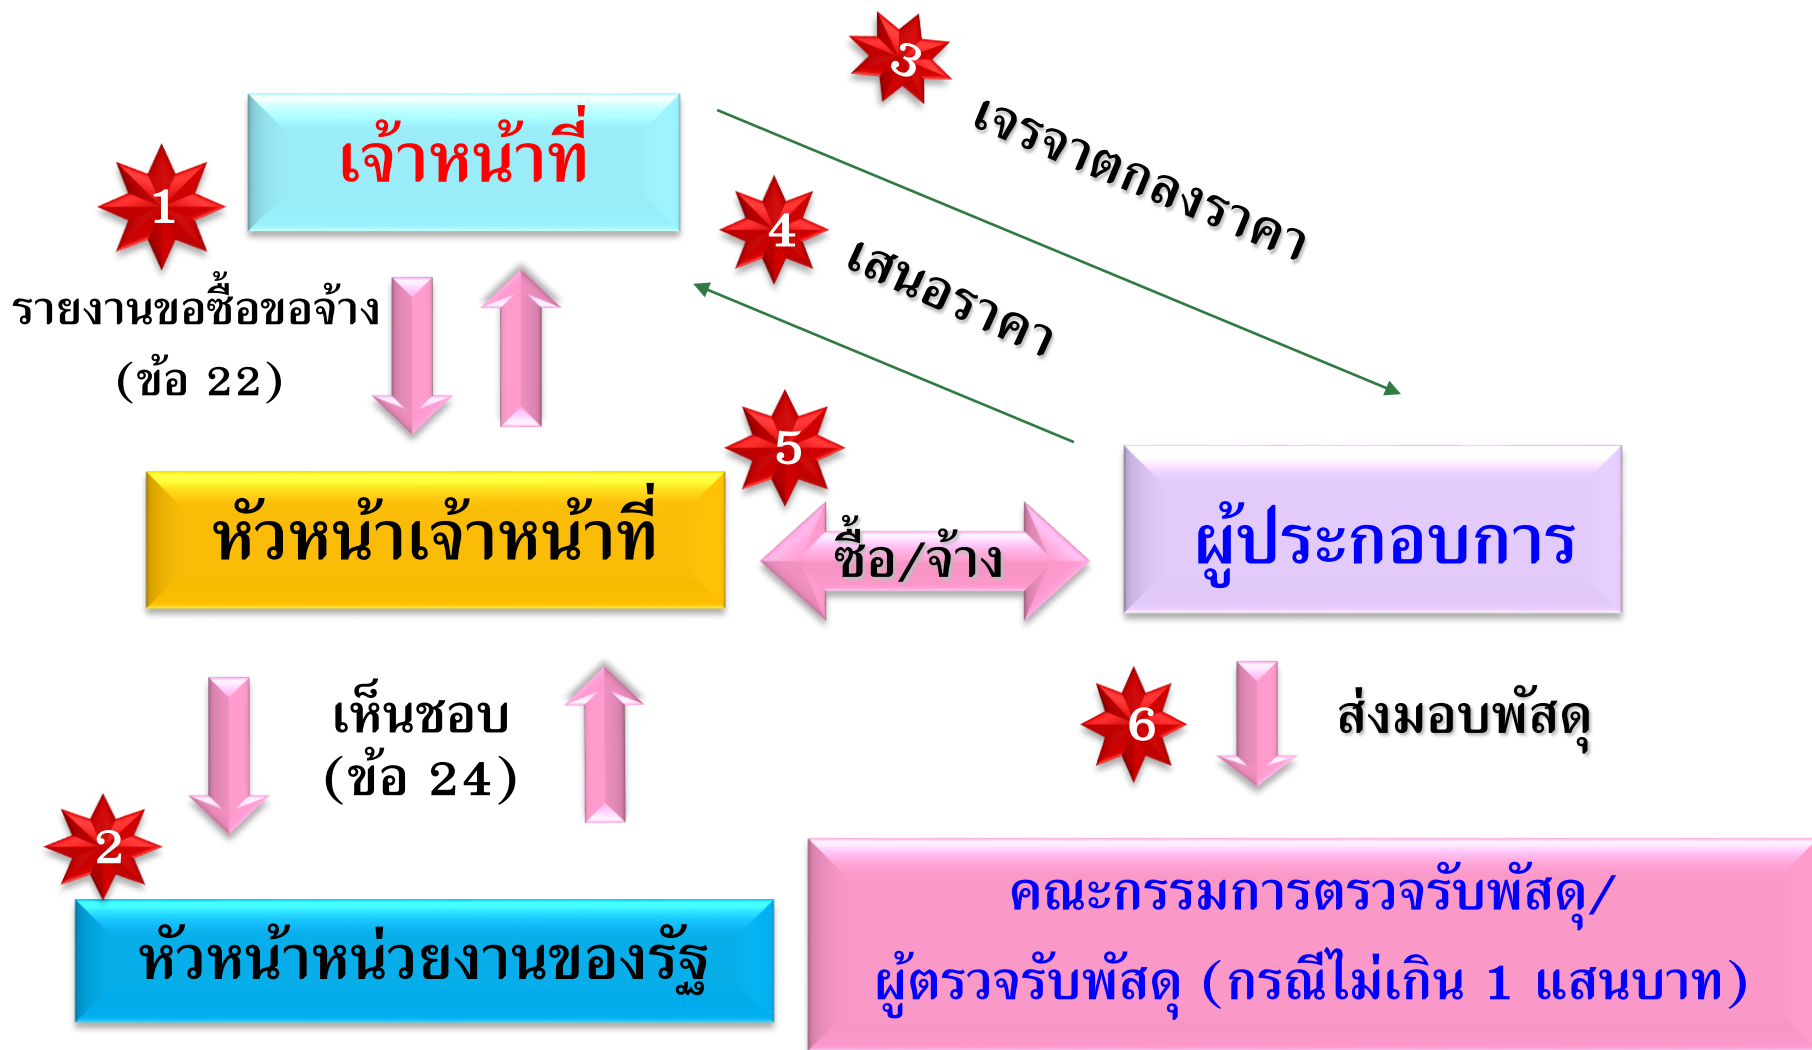 3
เจรจาตกลงราคา
เจ้าหน้าที่
1
4
เสนอราคา
รายงานขอซื้อขอจ้าง
(ข้อ 22)
5
หัวหน้าเจ้าหน้าที่
ซื้อ/จ้าง
ผู้ประกอบการ
เห็นชอบ
(ข้อ 24)
6
ส่งมอบพัสดุ
2
หัวหน้าหน่วยงานของรัฐ
คณะกรรมการตรวจรับพัสดุ/
ผู้ตรวจรับพัสดุ (กรณีไม่เกิน 1 แสนบาท)